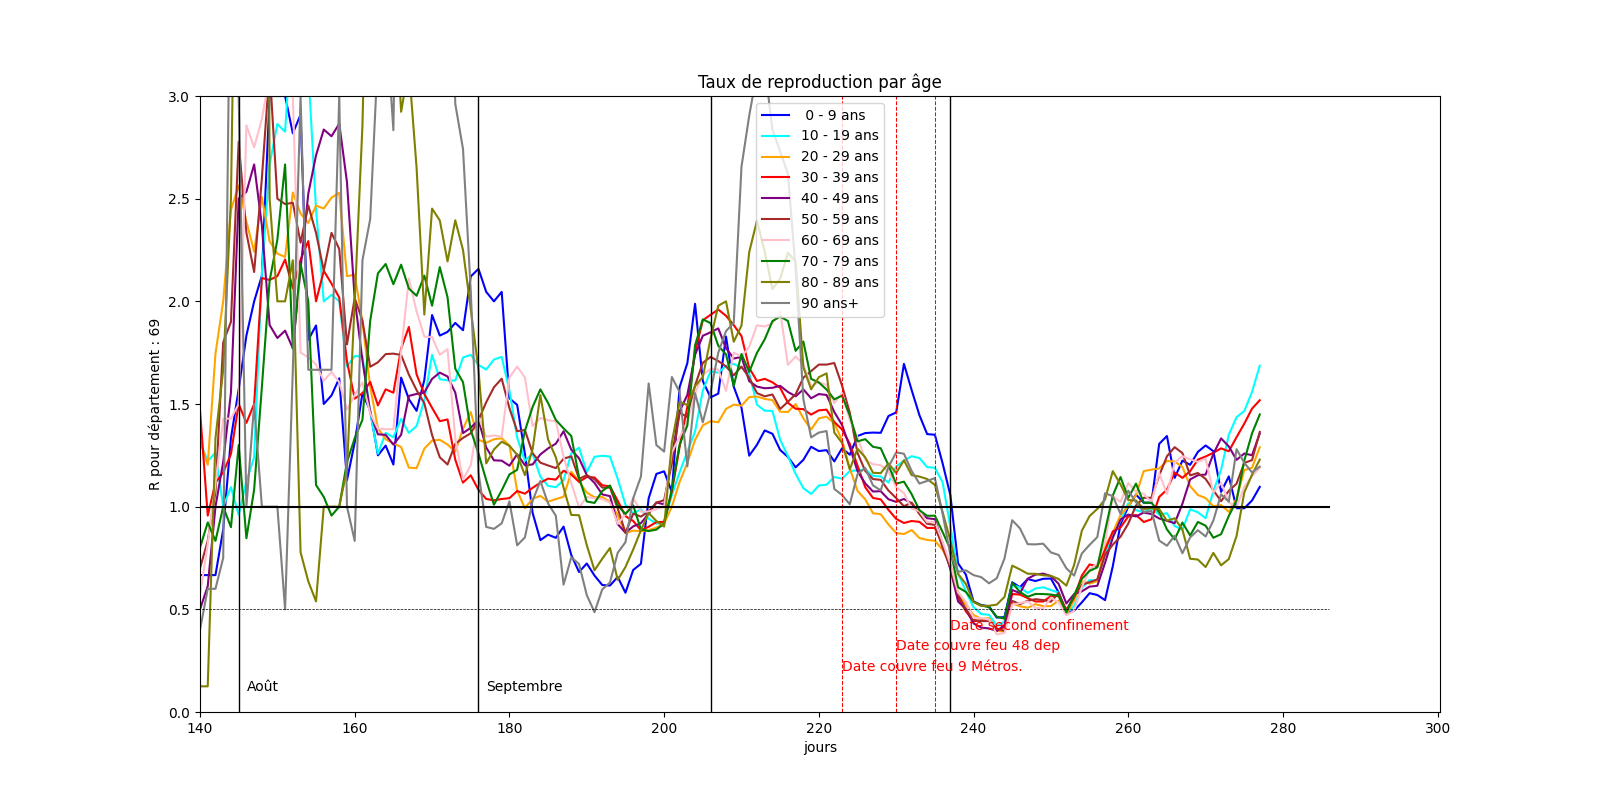 Taux de reproduction par âge
R pour département : 69
3.0
2.5
2.0
1.5
1.0
0.5
0.0
0 - 9 ans
10 - 19 ans
20 - 29 ans
30 - 39 ans
40 - 49 ans
50 - 59 ans
60 - 69 ans
70 - 79 ans
80 - 89 ans
90 ans+
Date second confinement
Date couvre feu 48 dep
Date couvre feu 9 Métros.
Août
Septembre
140 160 180 200 220 240 260 280 300
jours